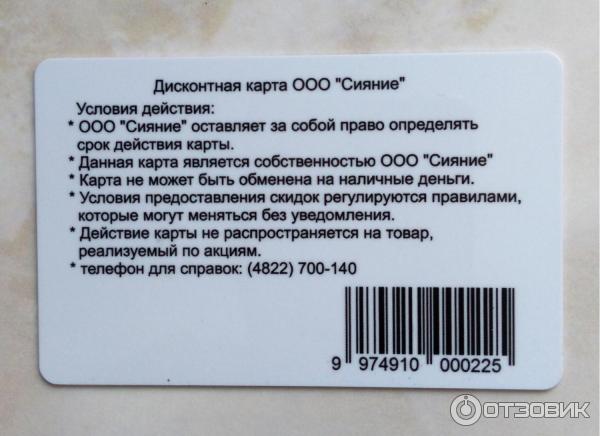 Дисконтная карта ООО "Сияние"
Условия действия:
* ООО "Сияние" оставляет за собой право определять
срок действия карты.
* Данная карта является собственностью ООО "Сияние"
* Карта не может быть обменена на наличные деньги.
* Условия предоставления скидок регулируются правилами,
которые могут меняться без уведомления.
* Действие карты не распространяется на товар,
реализуемый по акциям.
* телефон для справок: (4822) 700-140
9 974910 000225
ОТЗОВИК